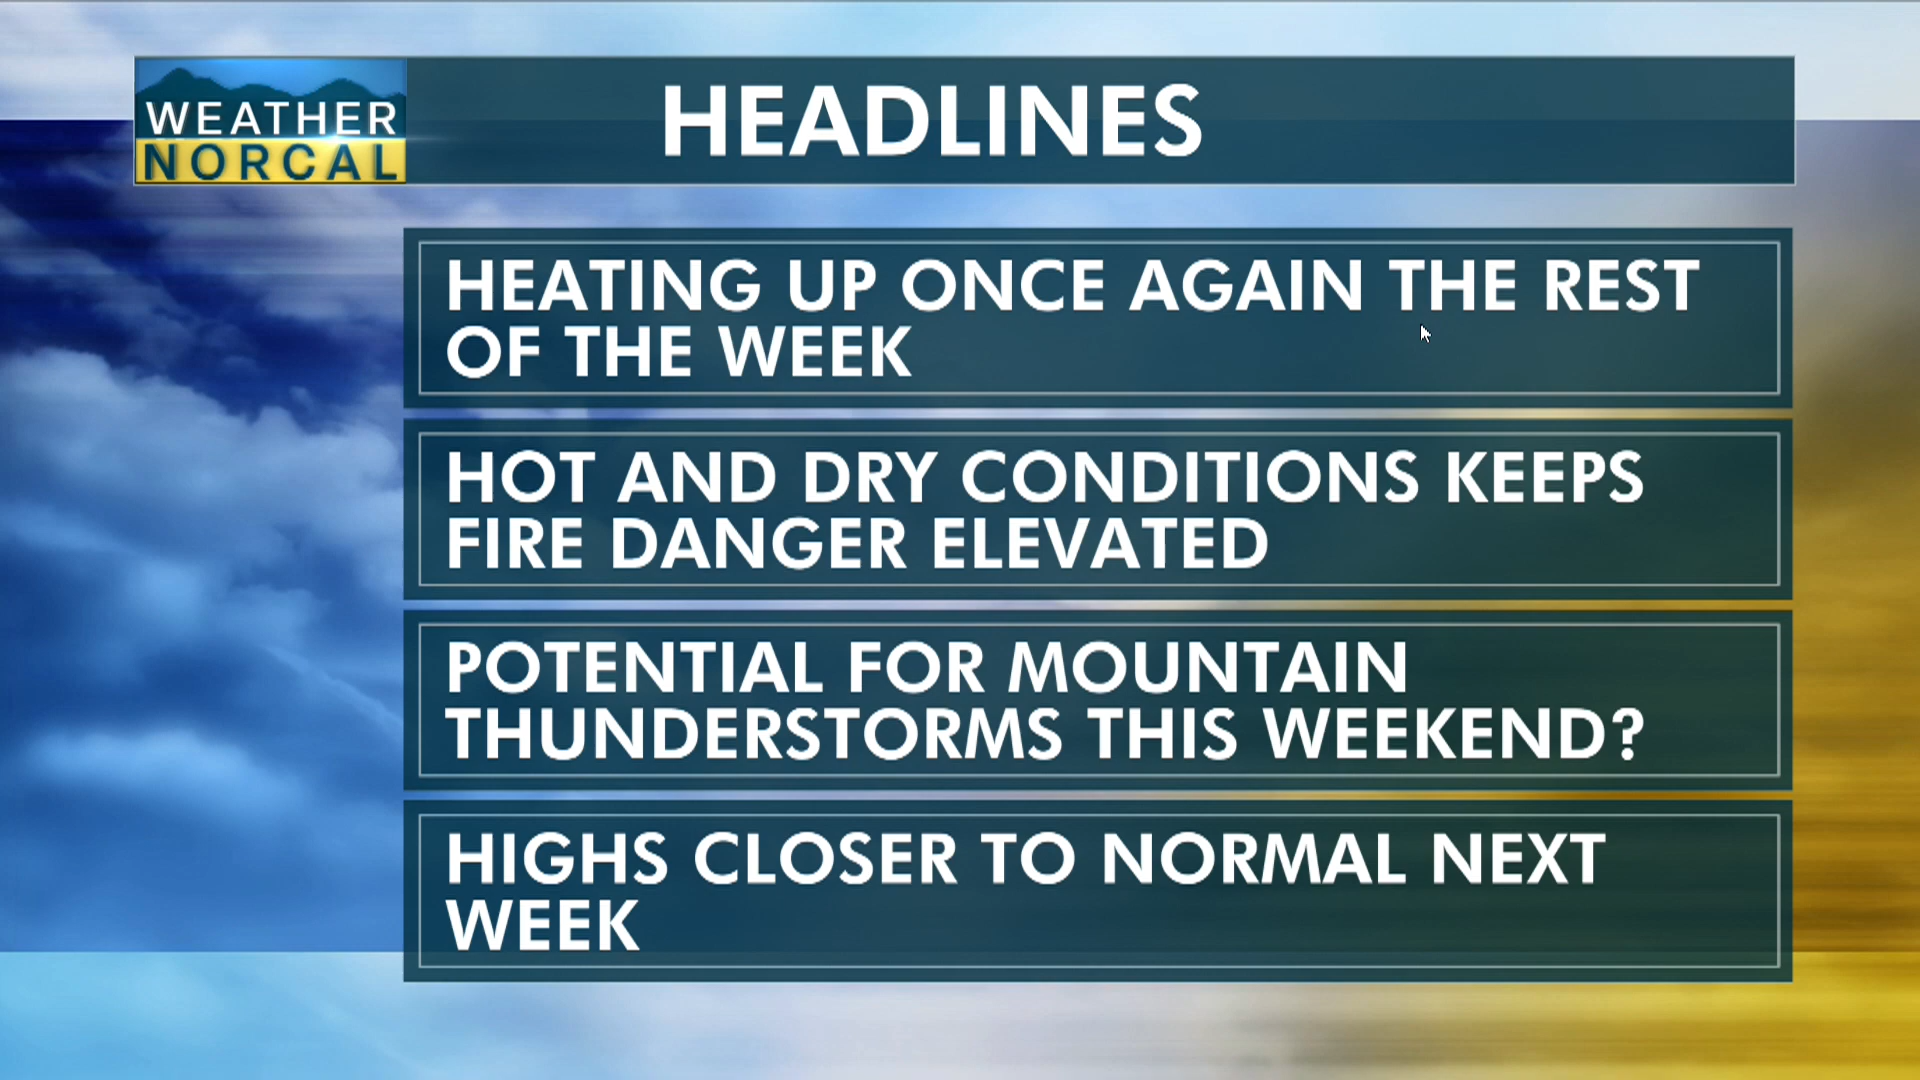 WEATHER
NORCAL
HEADLINES
HEATING UP ONCE AGAIN THE REST
OF THE WEEK
HOT AND DRY CONDITIONS KEEPS
FIRE DANGER ELEVATED
POTENTIAL FOR MOUNTAIN
THUNDERSTORMS THIS WEEKEND?
HIGHS CLOSER TO NORMAL NEXT
WEEK